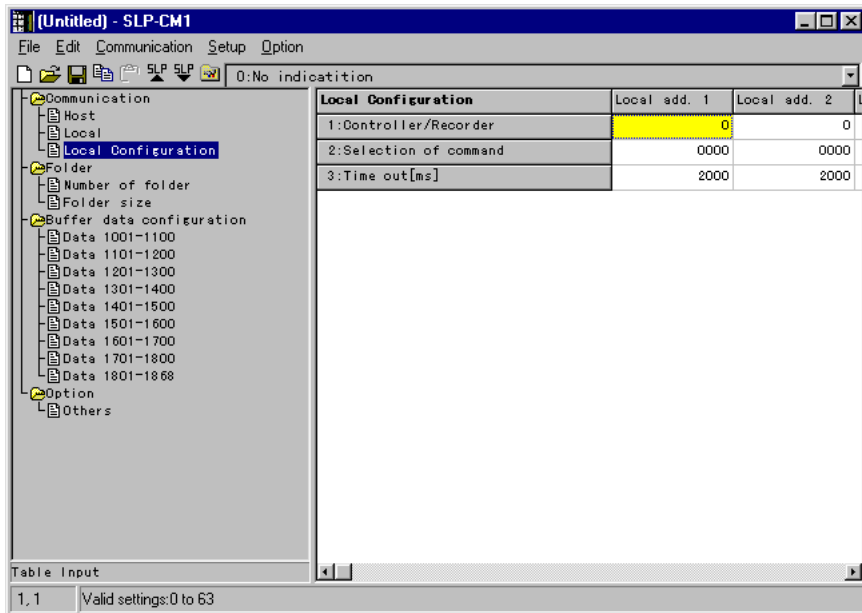 (Untitled) - SLP-CM1
File Edit Communication Setup Option
SLP SLP 0:No indicatition
Communication
Host
Local
Local Configuration
Folder
Number of folder
Folder size
Buffer data configuration
Data 1001-1100
Data 1101-1200
Data 1201-1300
Data 1301-1400
Data 1401-1500
Data 1501-1600
Data 1601-1700
Data 1701-1800
Data 1801-1868
Option
Others
Table Input
Local Configuration Local add. 1 Local add. 2 L
1:Controller/Recorder 0 0
2:Selection of command 0000 0000
3:Time out[ms] 2000 2000
1, 1 Valid settings:0 to 63